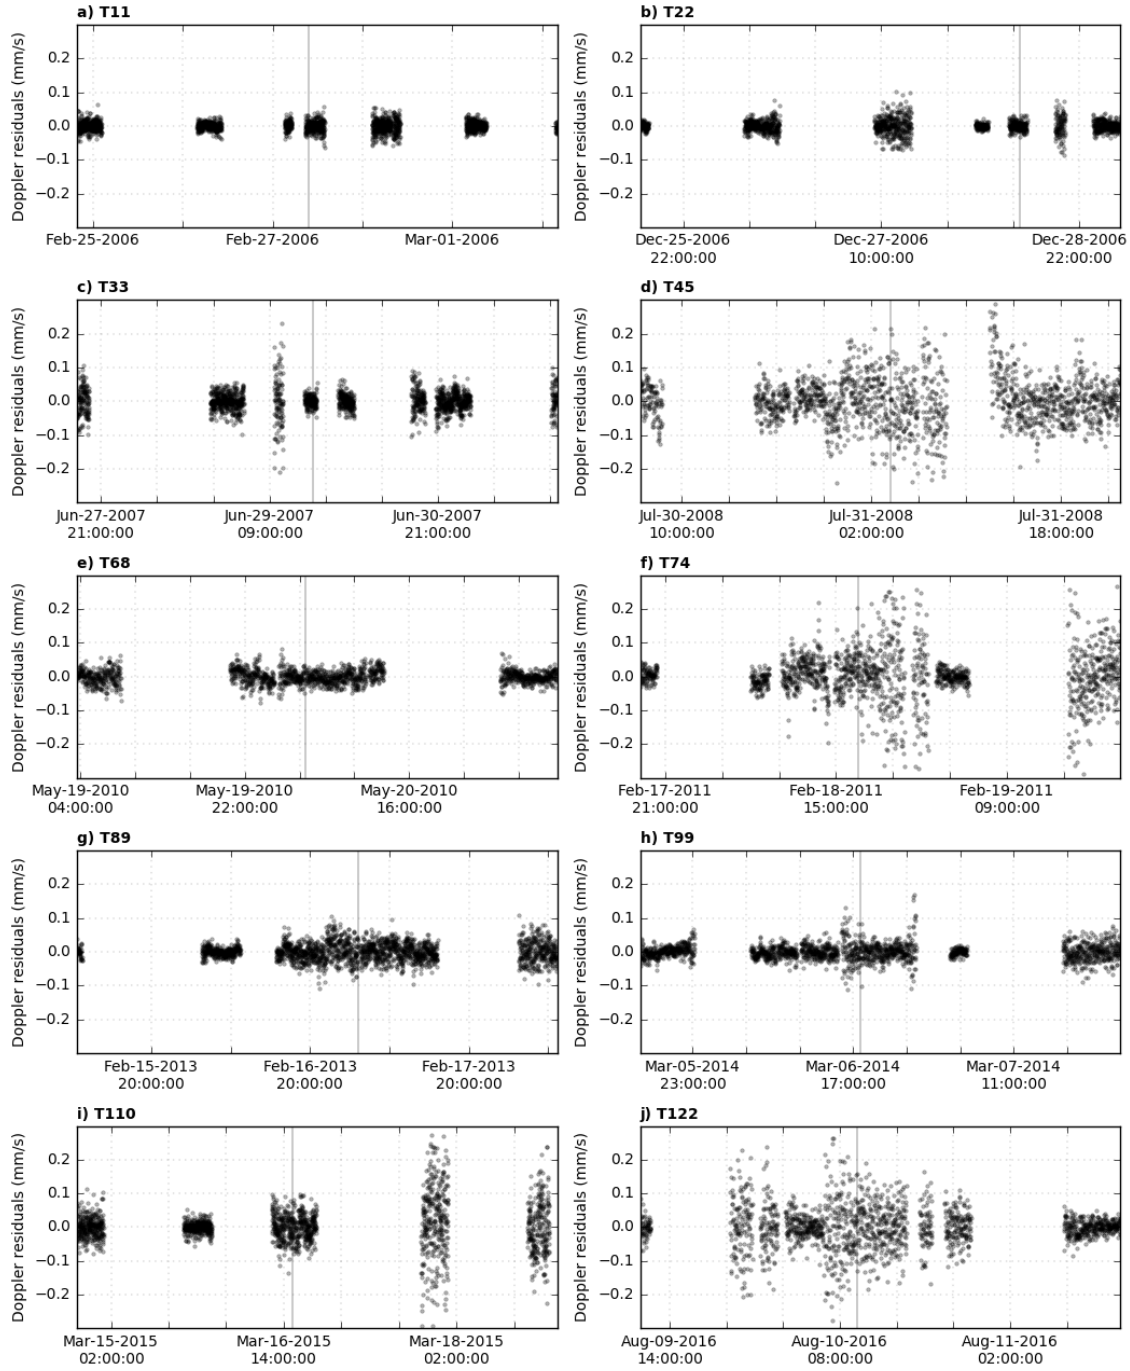 a) T11
Doppler residuals (mm/s)
0.2
0.1
0.0
−0.1
−0.2
Feb-25-2006
Feb-27-2006
Mar-01-2006
b) T22
Doppler residuals (mm/s)
0.2
0.1
0.0
−0.1
−0.2
Dec-25-2006
22:00:00
Dec-27-2006
10:00:00
Dec-28-2006
22:00:00
c) T33
Doppler residuals (mm/s)
0.2
0.1
0.0
−0.1
−0.2
Jun-27-2007
21:00:00
Jun-29-2007
09:00:00
Jun-30-2007
21:00:00
d) T45
Doppler residuals (mm/s)
0.2
0.1
0.0
−0.1
−0.2
Jul-30-2008
10:00:00
Jul-31-2008
02:00:00
Jul-31-2008
18:00:00
e) T68
Doppler residuals (mm/s)
0.2
0.1
0.0
−0.1
−0.2
May-19-2010
04:00:00
May-19-2010
22:00:00
May-20-2010
16:00:00
f) T74
Doppler residuals (mm/s)
0.2
0.1
0.0
−0.1
−0.2
Feb-17-2011
21:00:00
Feb-18-2011
15:00:00
Feb-19-2011
09:00:00
g) T89
Doppler residuals (mm/s)
0.2
0.1
0.0
−0.1
−0.2
Feb-15-2013
20:00:00
Feb-16-2013
20:00:00
Feb-17-2013
20:00:00
h) T99
Doppler residuals (mm/s)
0.2
0.1
0.0
−0.1
−0.2
Mar-05-2014
23:00:00
Mar-06-2014
17:00:00
Mar-07-2014
11:00:00
i) T110
Doppler residuals (mm/s)
0.2
0.1
0.0
−0.1
−0.2
Mar-15-2015
02:00:00
Mar-16-2015
14:00:00
Mar-18-2015
02:00:00
j) T122
Doppler residuals (mm/s)
0.2
0.1
0.0
−0.1
−0.2
Aug-09-2016
14:00:00
Aug-10-2016
08:00:00
Aug-11-2016
02:00:00